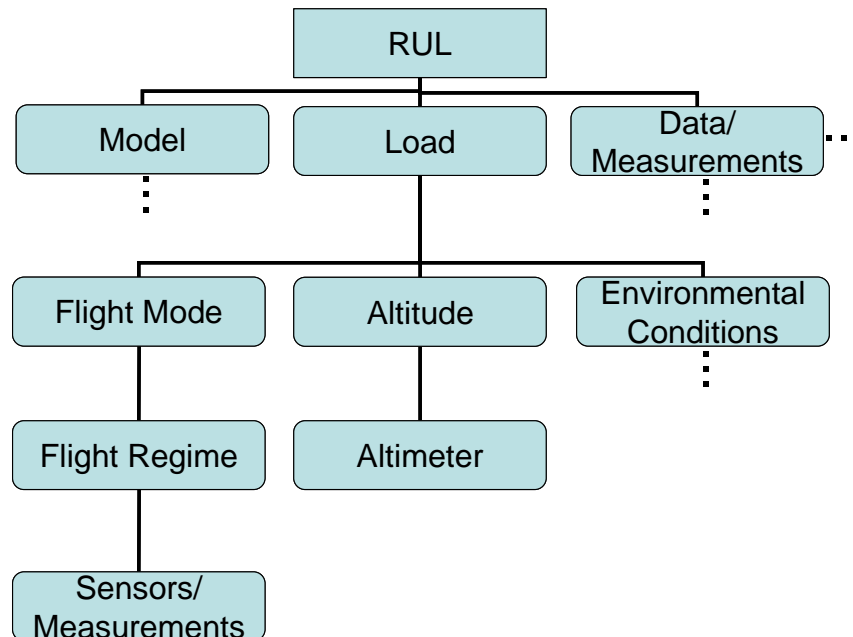 RUL
Model
Load
Data/
Measurements
Flight Mode
Altitude
Environmental
Conditions
Flight Regime
Altimeter
Sensors/
Measurements